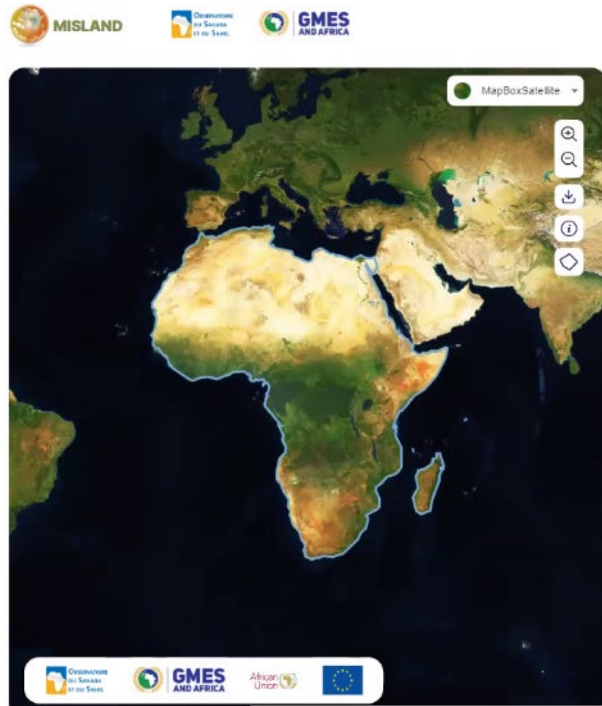 MISLAND
OBSERVATOIRE
DU SAHARA
ET DU SAHEL
GMES
AND AFRICA
MapBoxSatellite
OBSERVATOIRE
DU SAHARA
ET DU SAHEL
GMES
AND AFRICA
African
Union